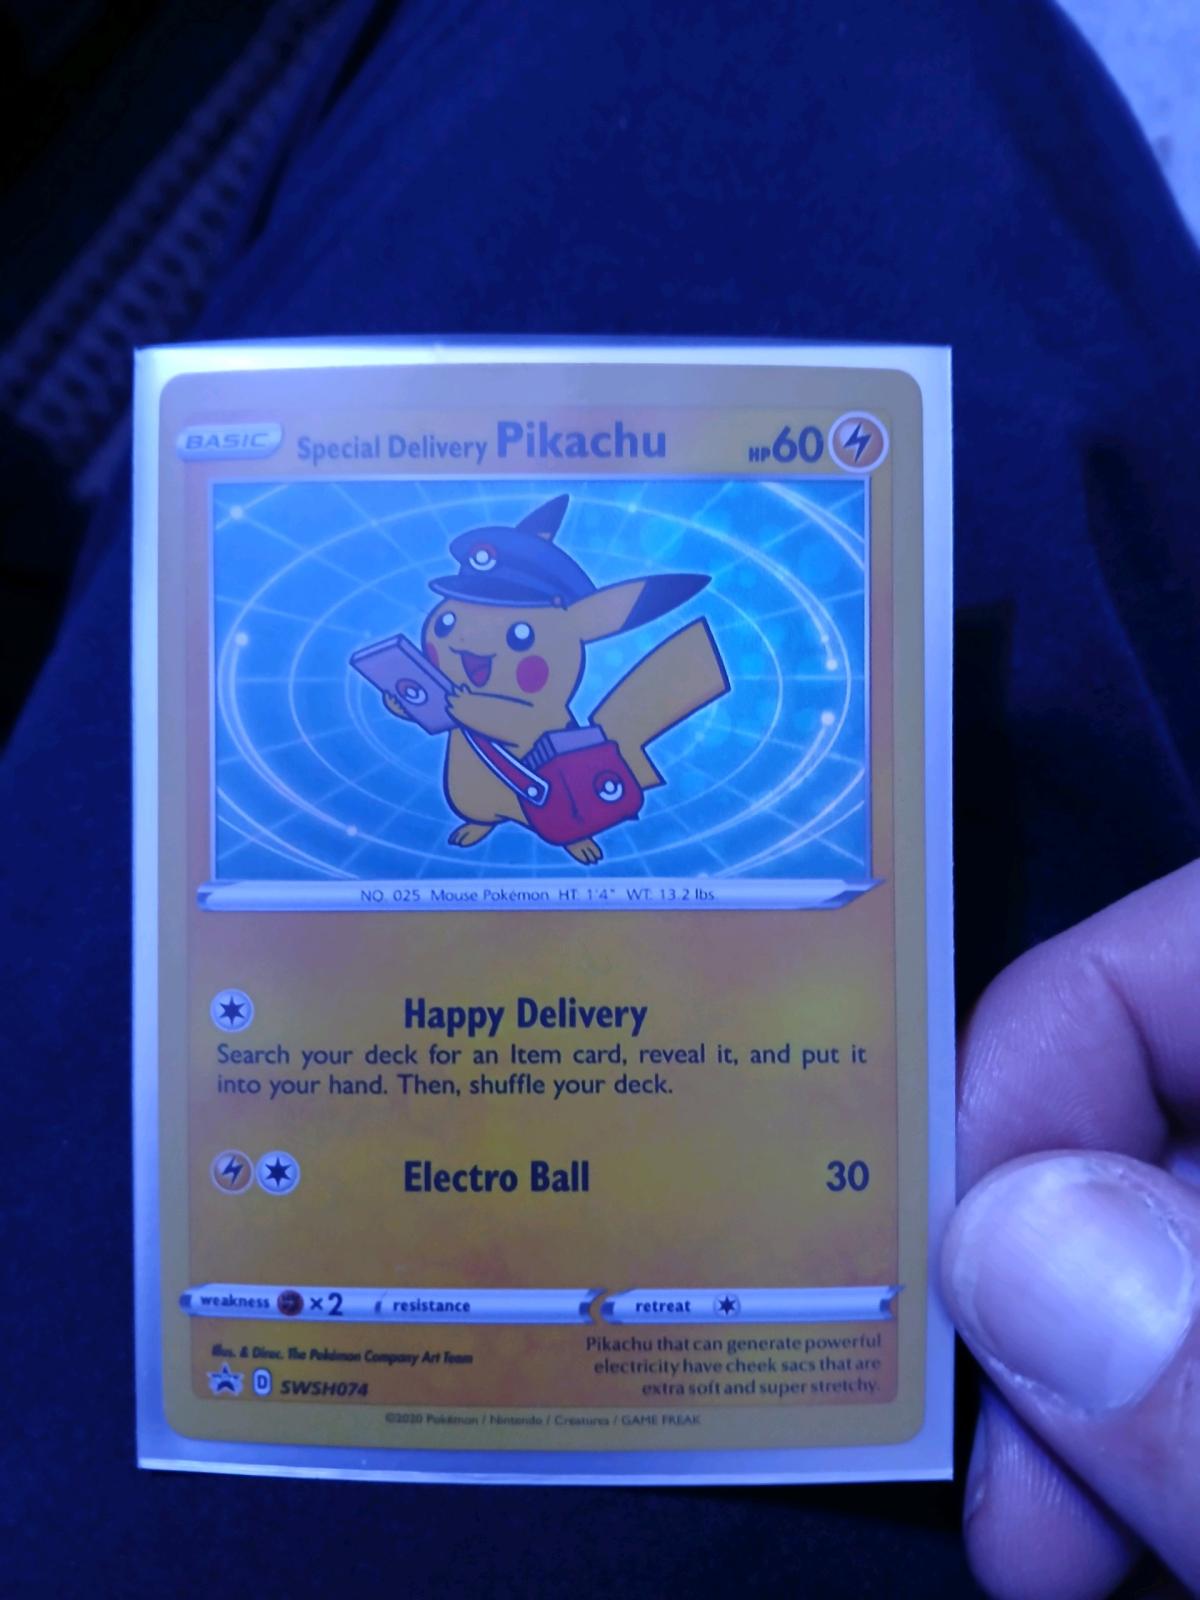 BASIC Special Delivery Pikachu HP 60
NO. 025 Mouse Pokémon HT: 1'4" WT: 13.2 lbs.
Happy Delivery
Search your deck for an Item card, reveal it, and put it
into your hand. Then, shuffle your deck.
Electro Ball 30
weakness ×2 resistance retreat
Illus. & Direc. The Pokémon Company Art Team
D SWSH074
Pikachu that can generate powerful
electricity have cheek sacs that are
extra soft and super stretchy.
©2020 Pokémon / Nintendo / Creatures / GAME FREAK